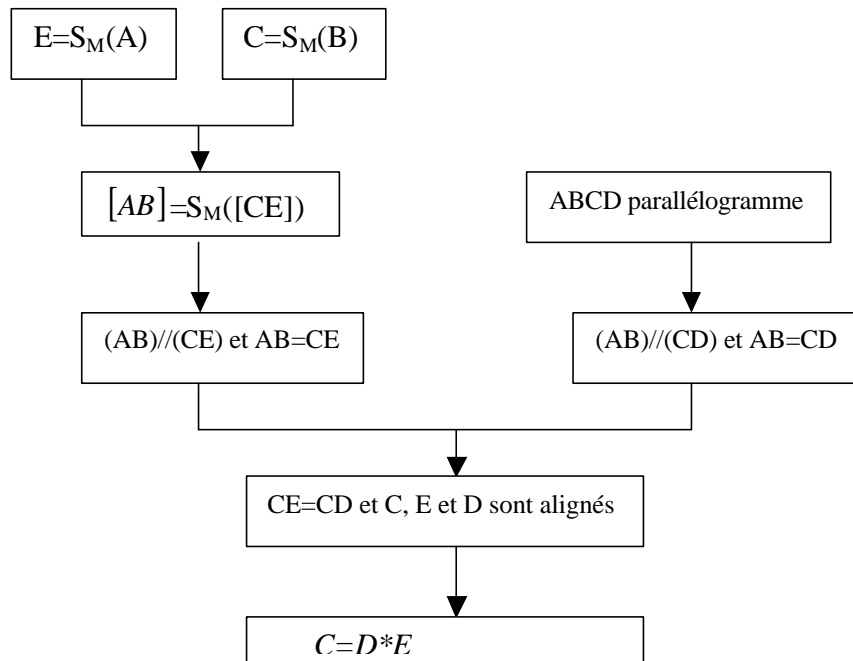 E=S_M(A)
C=S_M(B)
[AB]=S_M([CE])
ABCD parallélogramme
(AB)//(CE) et AB=CE
(AB)//(CD) et AB=CD
CE=CD et C, E et D sont alignés
C=D*E